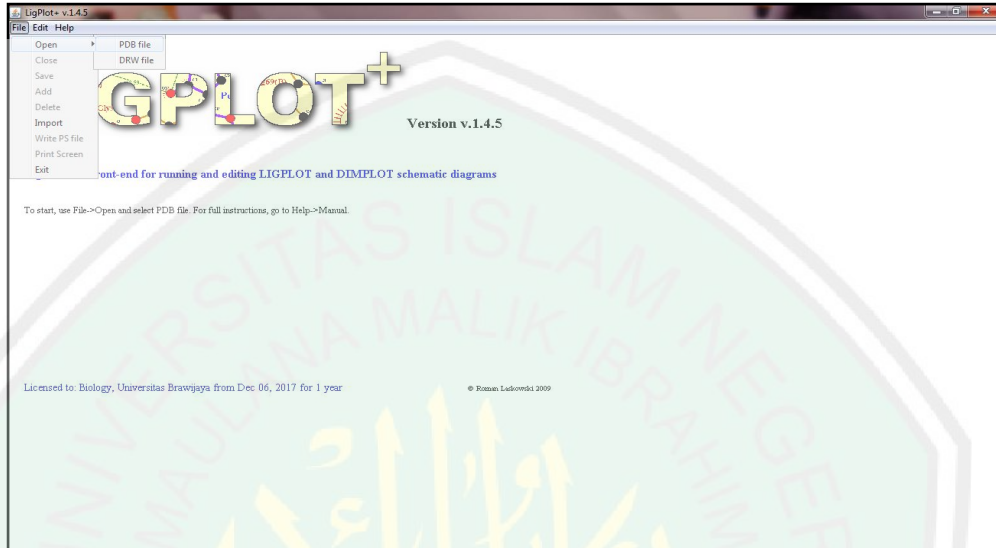 LigPlot+ v.1.4.5
File Edit Help
Open PDB file
Close DRW file
Save
Add
Delete
Import
Write PS file
Print Screen
Exit
GPLOT+
Version v.1.4.5
ont-end for running and editing LIGPLOT and DIMPLOT schematic diagrams
To start, use File->Open and select PDB file. For full instructions, go to Help->Manual.
UNIVERSITAS ISLAM NEGERI
MAULANA MALIK IBRAHIM
Licensed to: Biology, Universitas Brawijaya from Dec 06, 2017 for 1 year
© Roman Laskowski 2009